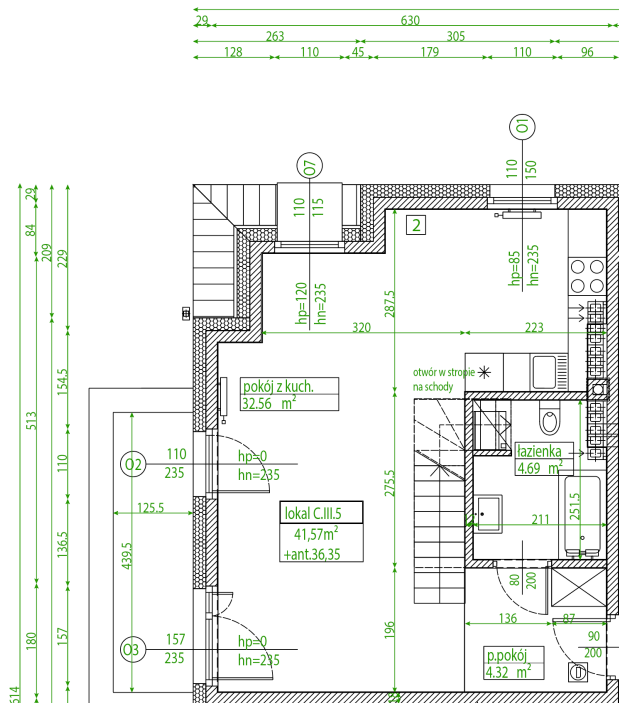 29 630
263 305
128 110 45 179 110 96
O1
110
150
O7
110
115
2
hp=85
hn=235
hp=120
hn=235
29
84
209
229
513
154.5
110
136.5
180
157
614
287.5
320 223
otwór w stropie
na schody
pokój z kuch.
32.56 m²
łazienka
4.69 m²
O2
110
235
hp=0
hn=235
125.5
439.5
lokal C.III.5
41,57m²
+ant.36,35
275.5
211
251.5
80
200
136 87
196
90
200
O3
157
235
hp=0
hn=235
p.pokój
4.32 m²
D